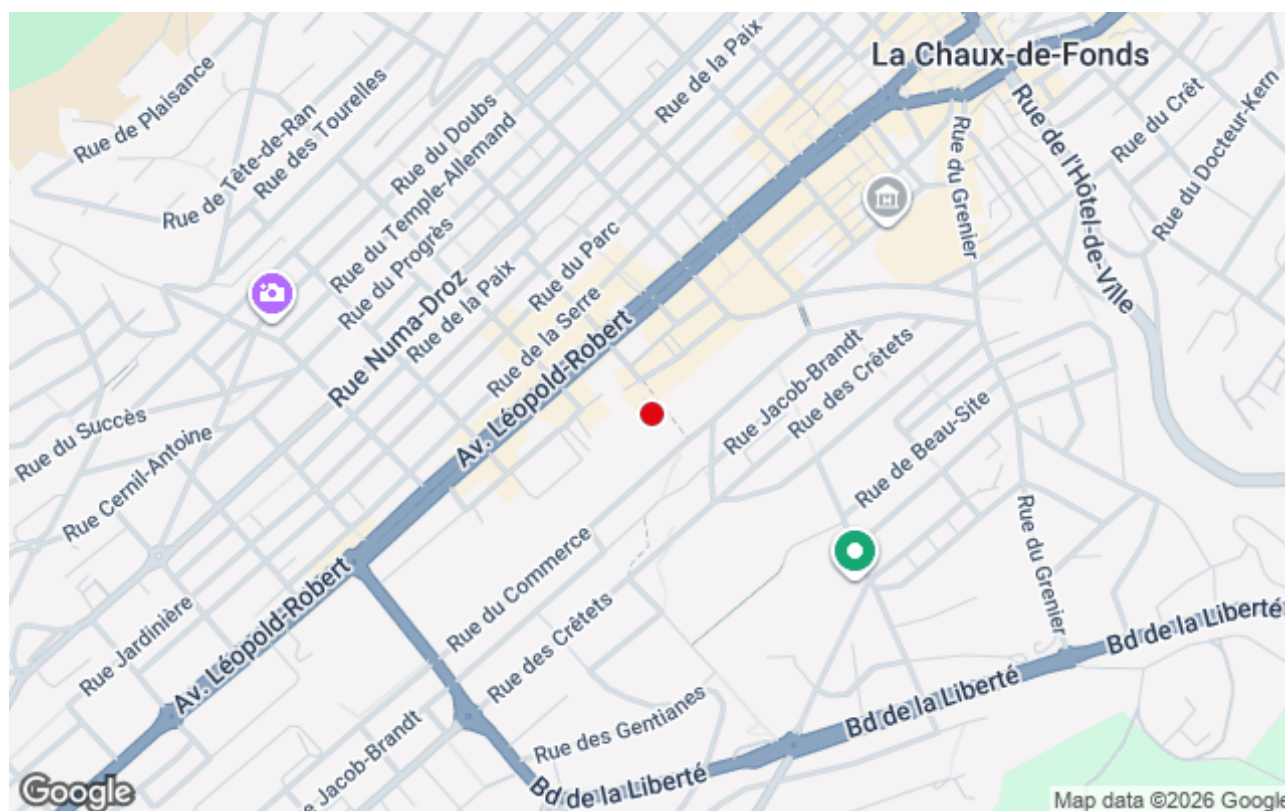 La Chaux-de-Fonds
Rue de Plaisance
Rue de Tête-de-Ran
Rue des Tourelles
Rue du Doubs
Rue du Temple-Allemand
Rue du Progrès
Rue de la Paix
Rue de la Paix
Rue Numa-Droz
Rue du Parc
Rue de la Serre
Av. Léopold-Robert
Rue du Grenier
Rue de l'Hôtel-de-Ville
Rue du Crêt
Rue du Docteur-Kern
Rue Jacob-Brandt
Rue des Crêtets
Rue de Beau-Site
Rue du Succès
Rue Cernil-Antoine
Rue Jardinière
Av. Léopold-Robert
Rue du Commerce
Rue des Crêtets
Rue du Grenier
Rue des Gentianes
e Jacob-Brandt
Bd de la Liberté
Bd de la Liberté
Bd de la Liberté
Google
Map data ©2026 Google